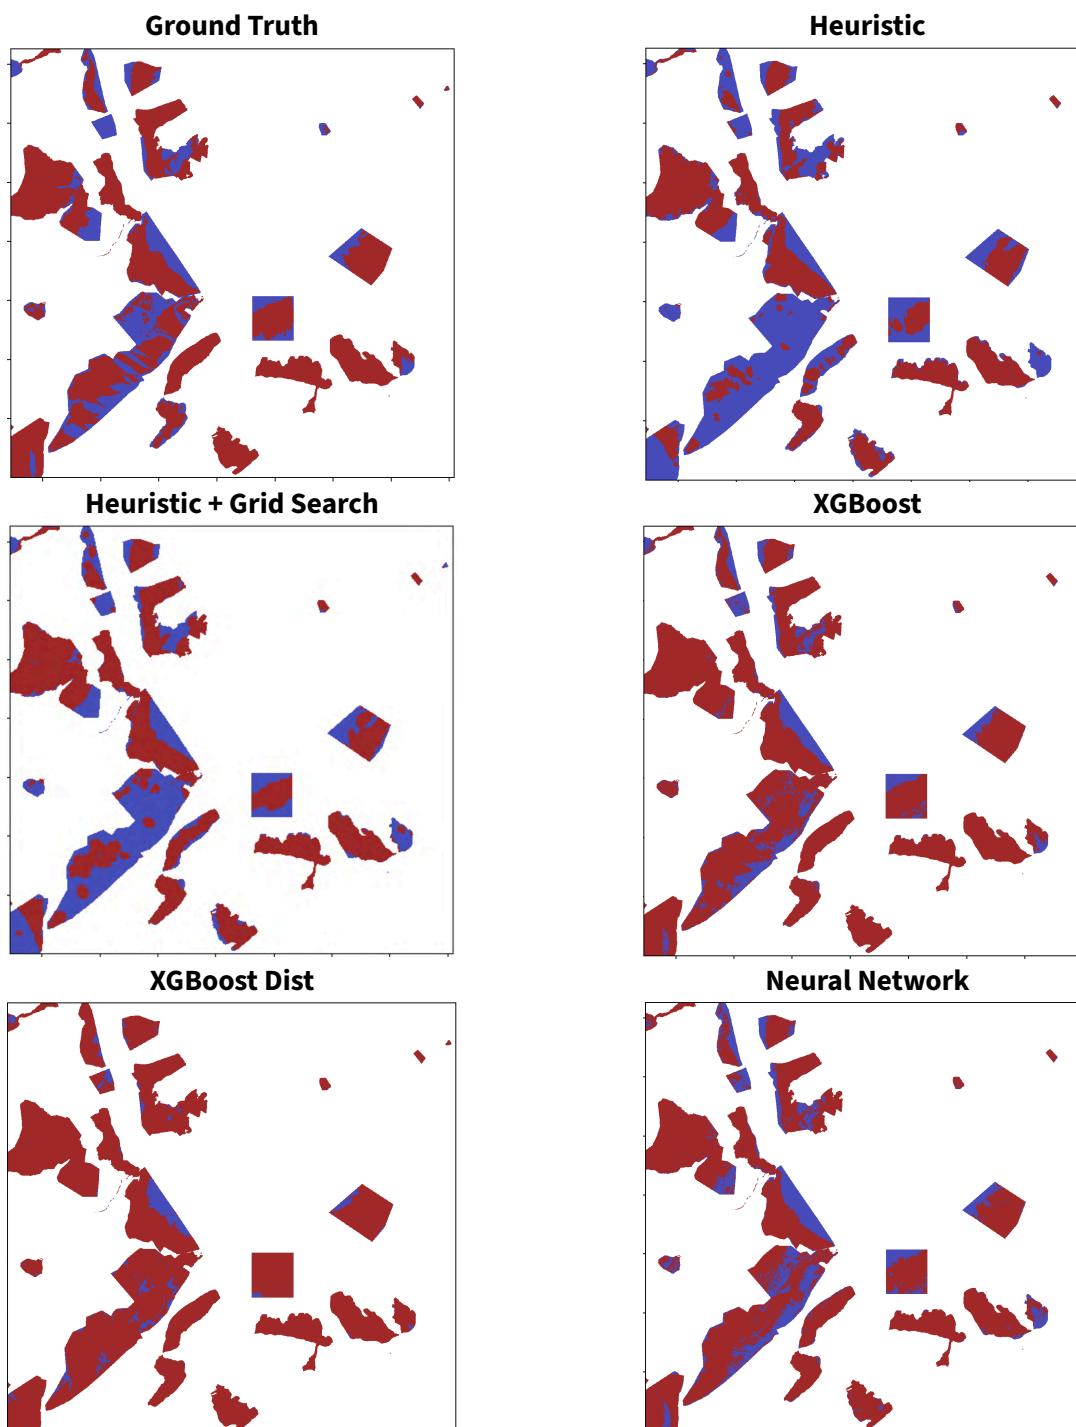 Ground Truth
Heuristic
Heuristic + Grid Search
XGBoost
XGBoost Dist
Neural Network